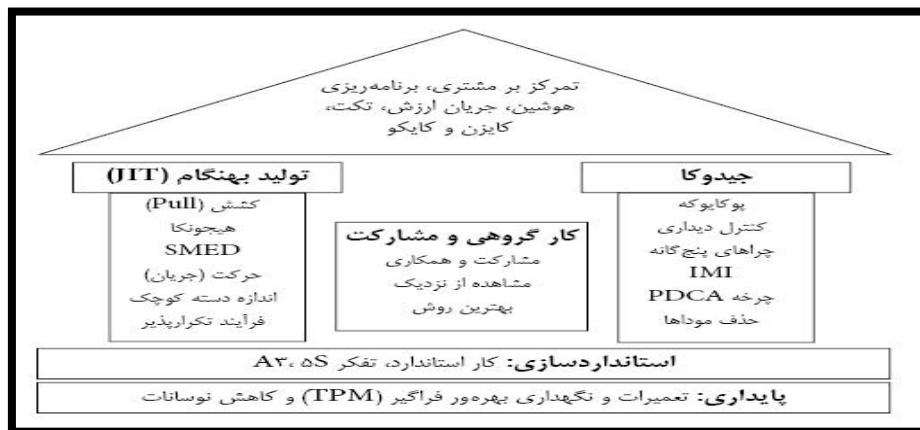 تمرکز بر مشتری، برنامه‌ریزی
هوشین، جریان ارزش، تکت،
کایزن و کایکو
جیدوکا
پوکایوکه
کنترل دیداری
چراهای پنج‌گانه
IMI
چرخه PDCA
حذف موداها
کار گروهی و مشارکت
مشارکت و همکاری
مشاهده از نزدیک
بهترین روش
تولید بهنگام (JIT)
کشش (Pull)
هیجونکا
SMED
حرکت (جریان)
اندازه دسته کوچک
فرآیند تکرارپذیر
استانداردسازی: کار استاندارد، تفکر A۳، ۵S
پایداری: تعمیرات و نگهداری بهره‌ور فراگیر (TPM) و کاهش نوسانات